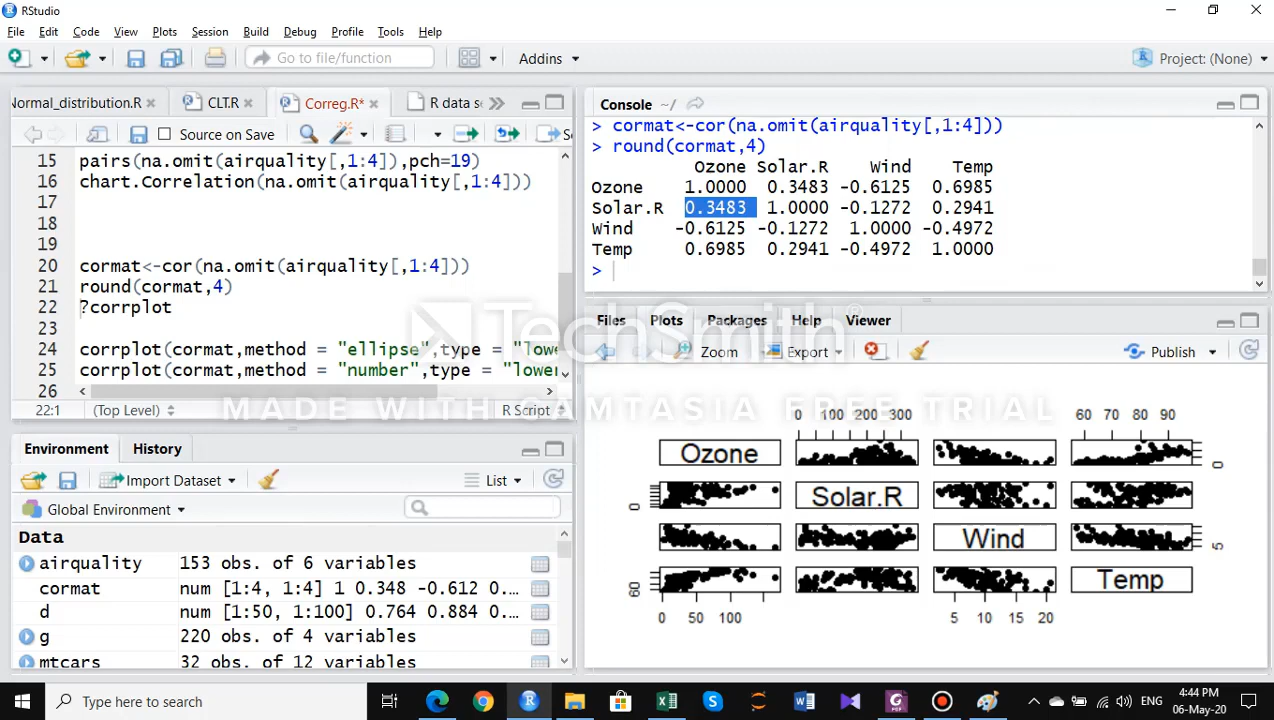 RStudio
File Edit Code View Plots Session Build Debug Profile Tools Help
Go to file/function
Addins
Project: (None)
Normal_distribution.R CLT.R Correg.R* R data s
Source on Save
15 pairs(na.omit(airquality[,1:4]),pch=19)
16 chart.Correlation(na.omit(airquality[,1:4]))
17
18
19
20 cormat<-cor(na.omit(airquality[,1:4]))
21 round(cormat,4)
22 ?corrplot
23
24 corrplot(cormat,method = "ellipse",type = "lowe
25 corrplot(cormat,method = "number",type = "lower
26
22:1 (Top Level) R Script
Console ~/
> cormat<-cor(na.omit(airquality[,1:4]))
> round(cormat,4)
Ozone Solar.R Wind Temp
Ozone 1.0000 0.3483 -0.6125 0.6985
Solar.R 0.3483 1.0000 -0.1272 0.2941
Wind -0.6125 -0.1272 1.0000 -0.4972
Temp 0.6985 0.2941 -0.4972 1.0000
>
TechSmith®
MADE WITH CAMTASIA FREE TRIAL
Environment History
Import Dataset List
Global Environment
Data
airquality 153 obs. of 6 variables
cormat num [1:4, 1:4] 1 0.348 -0.612 0.…
d num [1:50, 1:100] 0.764 0.884 0.…
g 220 obs. of 4 variables
mtcars 32 obs. of 12 variables
Files Plots Packages Help Viewer
Zoom Export Publish
0 100 200 300 60 70 80 90
Ozone
0
Solar.R
0
Wind
5
Temp
60
0 50 100 5 10 15 20
Type here to search
ENG
4:44 PM
06-May-20